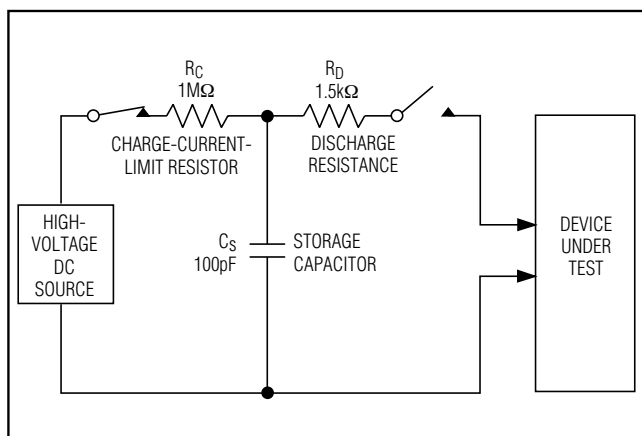 RC
1MΩ
RD
1.5kΩ
CHARGE-CURRENT-
LIMIT RESISTOR
DISCHARGE
RESISTANCE
HIGH-
VOLTAGE
DC
SOURCE
CS
100pF
STORAGE
CAPACITOR
DEVICE
UNDER
TEST